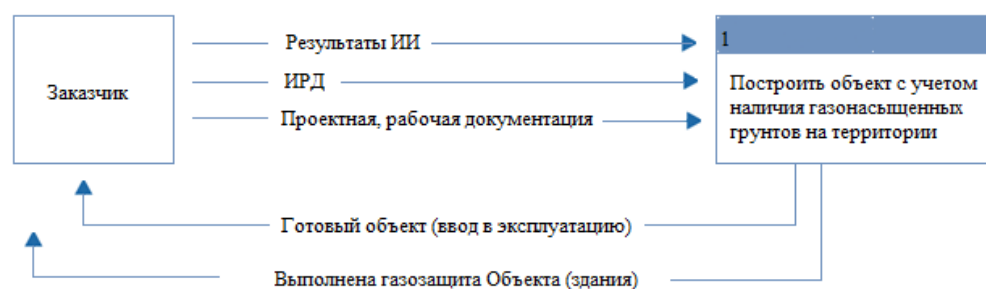 Заказчик
Результаты ИИ
ИРД
Проектная, рабочая документация
1
Построить объект с учетом
наличия газонасыщенных
грунтов на территории
Готовый объект (ввод в эксплуатацию)
Выполнена газозащита Объекта (здания)